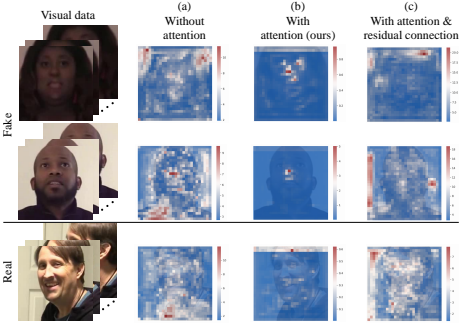 Visual data
(a)
Without
attention
(b)
With
attention (ours)
(c)
With attention &
residual connection
Fake
Real